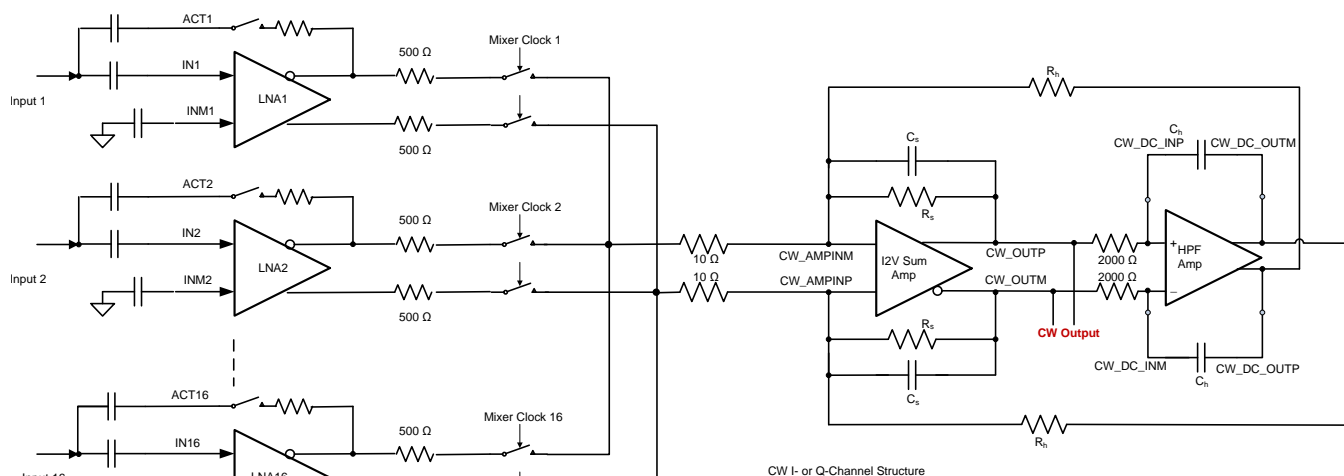 ACT1
500 Ω
Mixer Clock 1
IN1
Input 1
LNA1
INM1
500 Ω
ACT2
500 Ω
Mixer Clock 2
IN2
Input 2
LNA2
INM2
500 Ω
ACT16
500 Ω
Mixer Clock 16
IN16
LNA16
10 Ω
10 Ω
CW_AMPINM
CW_AMPINP
Rh
Cs
Rs
I2V Sum
Amp
CW_OUTP
CW_OUTM
Rs
Cs
CW Output
2000 Ω
2000 Ω
Ch
CW_DC_INP
CW_DC_OUTM
+
HPF
Amp
−
CW_DC_INM
CW_DC_OUTP
Ch
Rh
CW I- or Q-Channel Structure